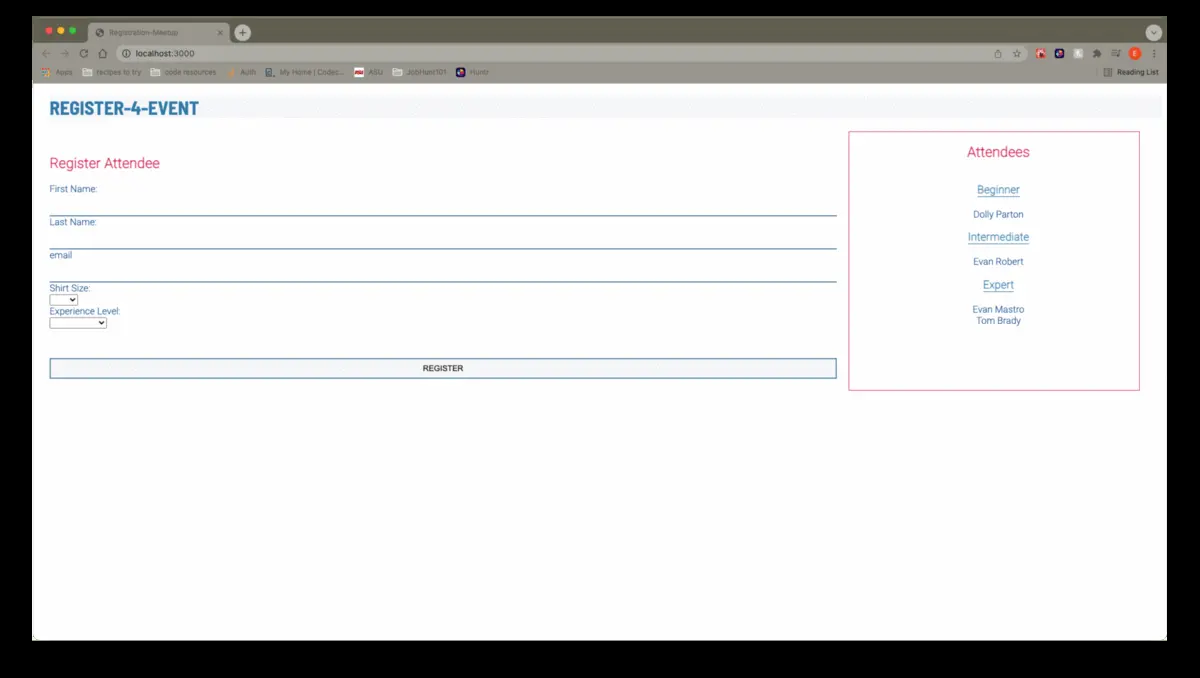 Registration-Meetup
localhost:3000
Apps
recipes to try
code resources
Auth
My Home | Codec...
ASU
JobHunt101
Huntr
Reading List
REGISTER-4-EVENT
Register Attendee
First Name:
Last Name:
email
Shirt Size:
Experience Level:
REGISTER
Attendees
Beginner
Dolly Parton
Intermediate
Evan Robert
Expert
Evan Mastro
Tom Brady